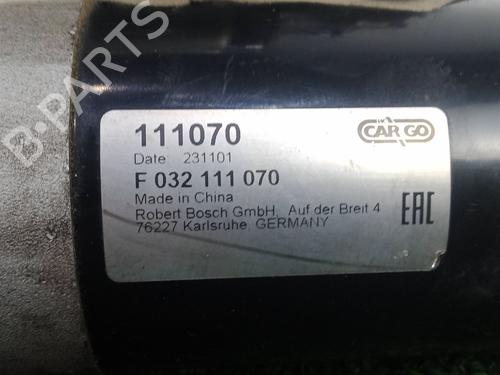 B-PARTS
111070
CARGO
Date 231101
F 032 111 070
Made in China
Robert Bosch GmbH, Auf der Breit 4
76227 Karlsruhe, GERMANY
EAC